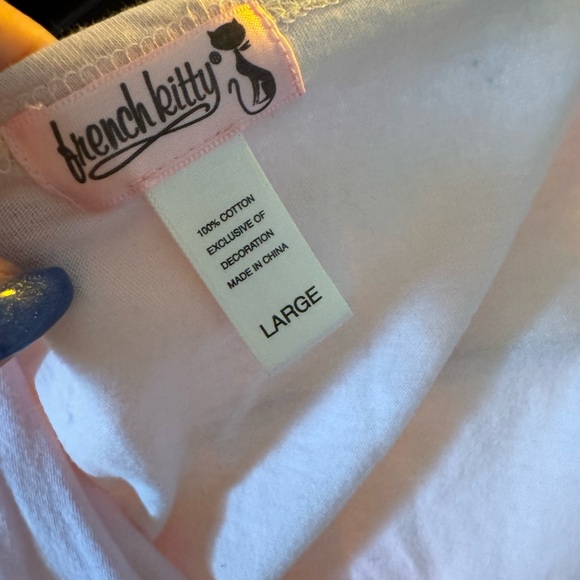 french kitty®
100% COTTON
EXCLUSIVE OF
DECORATION
MADE IN CHINA
LARGE